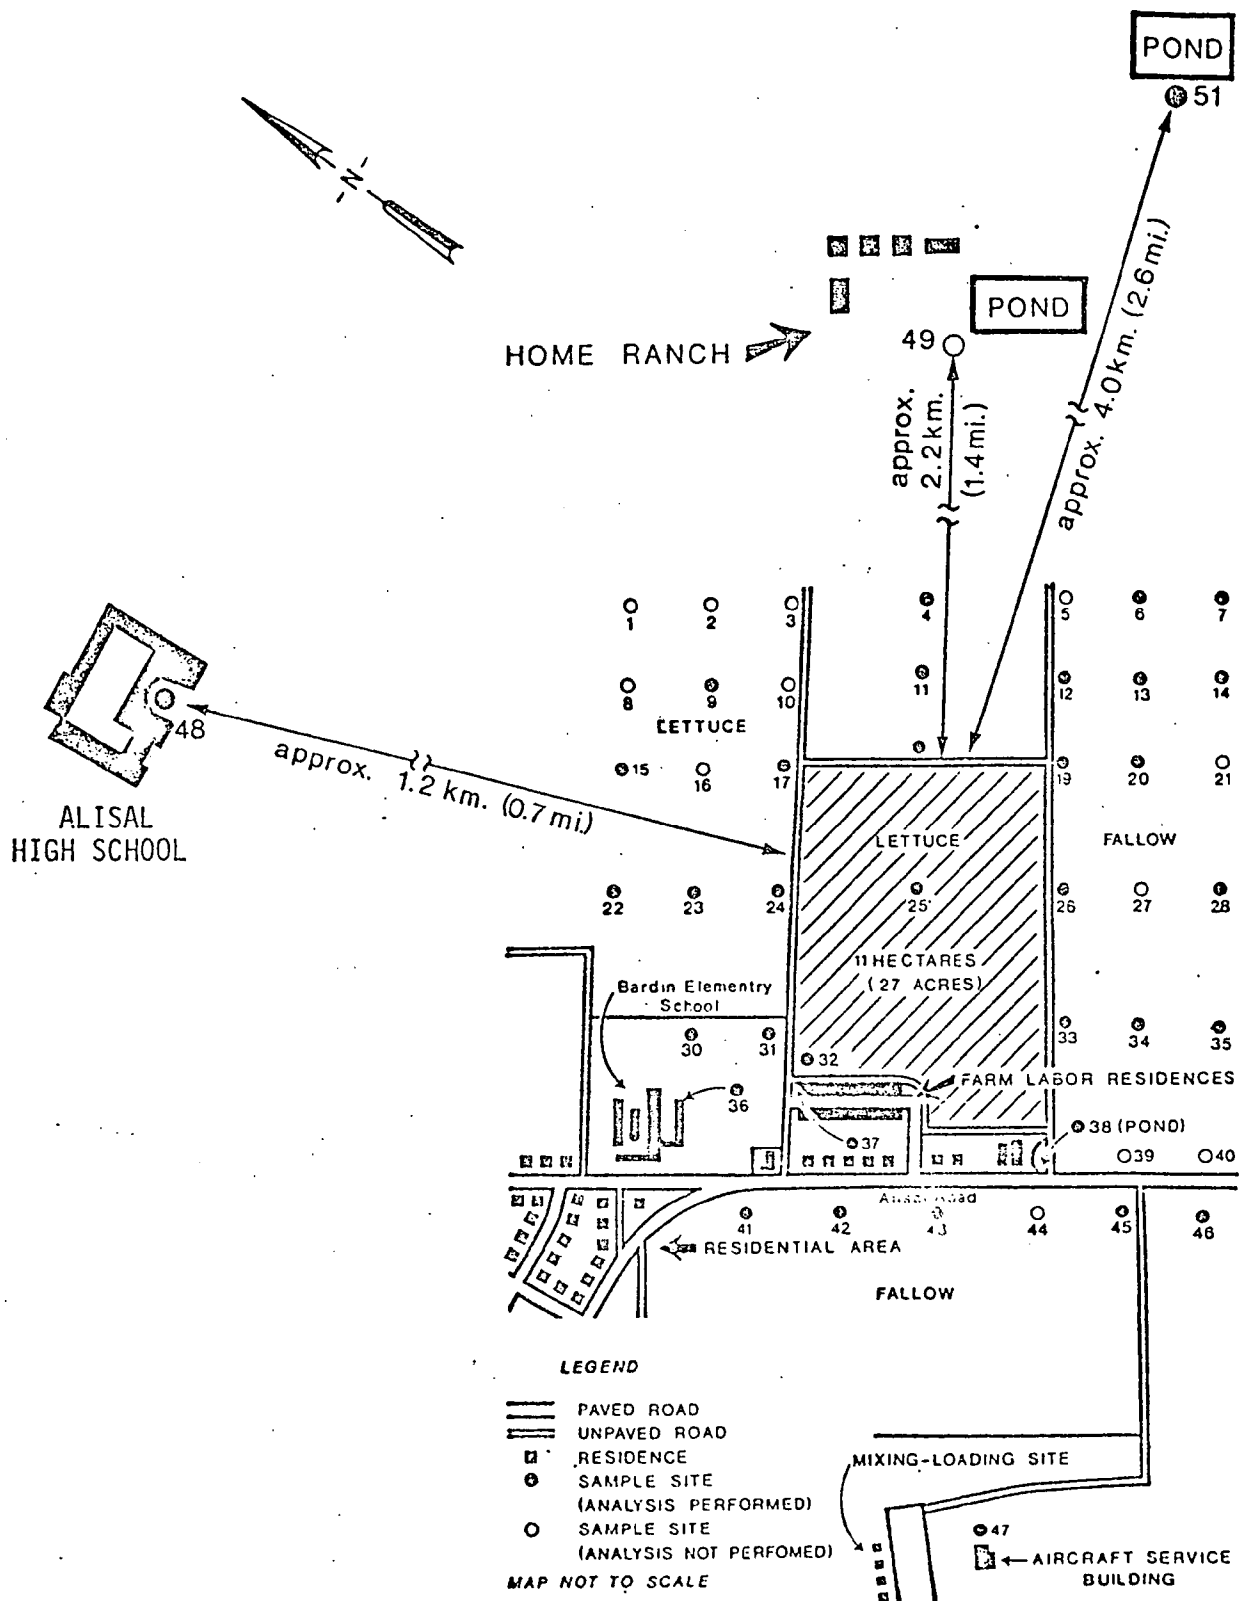 POND
51
-N-
HOME RANCH
POND
49
approx.
2.2 km.
(1.4 mi.)
approx. 4.0 km. (2.6 mi.)
1
2
3
4
5
6
7
8
9
10
11
12
13
14
LETTUCE
48
approx. 1.2 km. (0.7 mi.)
ALISAL
HIGH SCHOOL
15
16
17
19
20
21
LETTUCE
FALLOW
22
23
24
25
26
27
28
11 HECTARES
(27 ACRES)
Bardin Elementry
School
30
31
32
33
34
35
FARM LABOR RESIDENCES
36
37
38 (POND)
39
40
Alisal Road
41
42
43
44
45
46
RESIDENTIAL AREA
FALLOW
LEGEND
PAVED ROAD
UNPAVED ROAD
RESIDENCE
SAMPLE SITE
(ANALYSIS PERFORMED)
SAMPLE SITE
(ANALYSIS NOT PERFOMED)
MAP NOT TO SCALE
MIXING-LOADING SITE
47
AIRCRAFT SERVICE
BUILDING